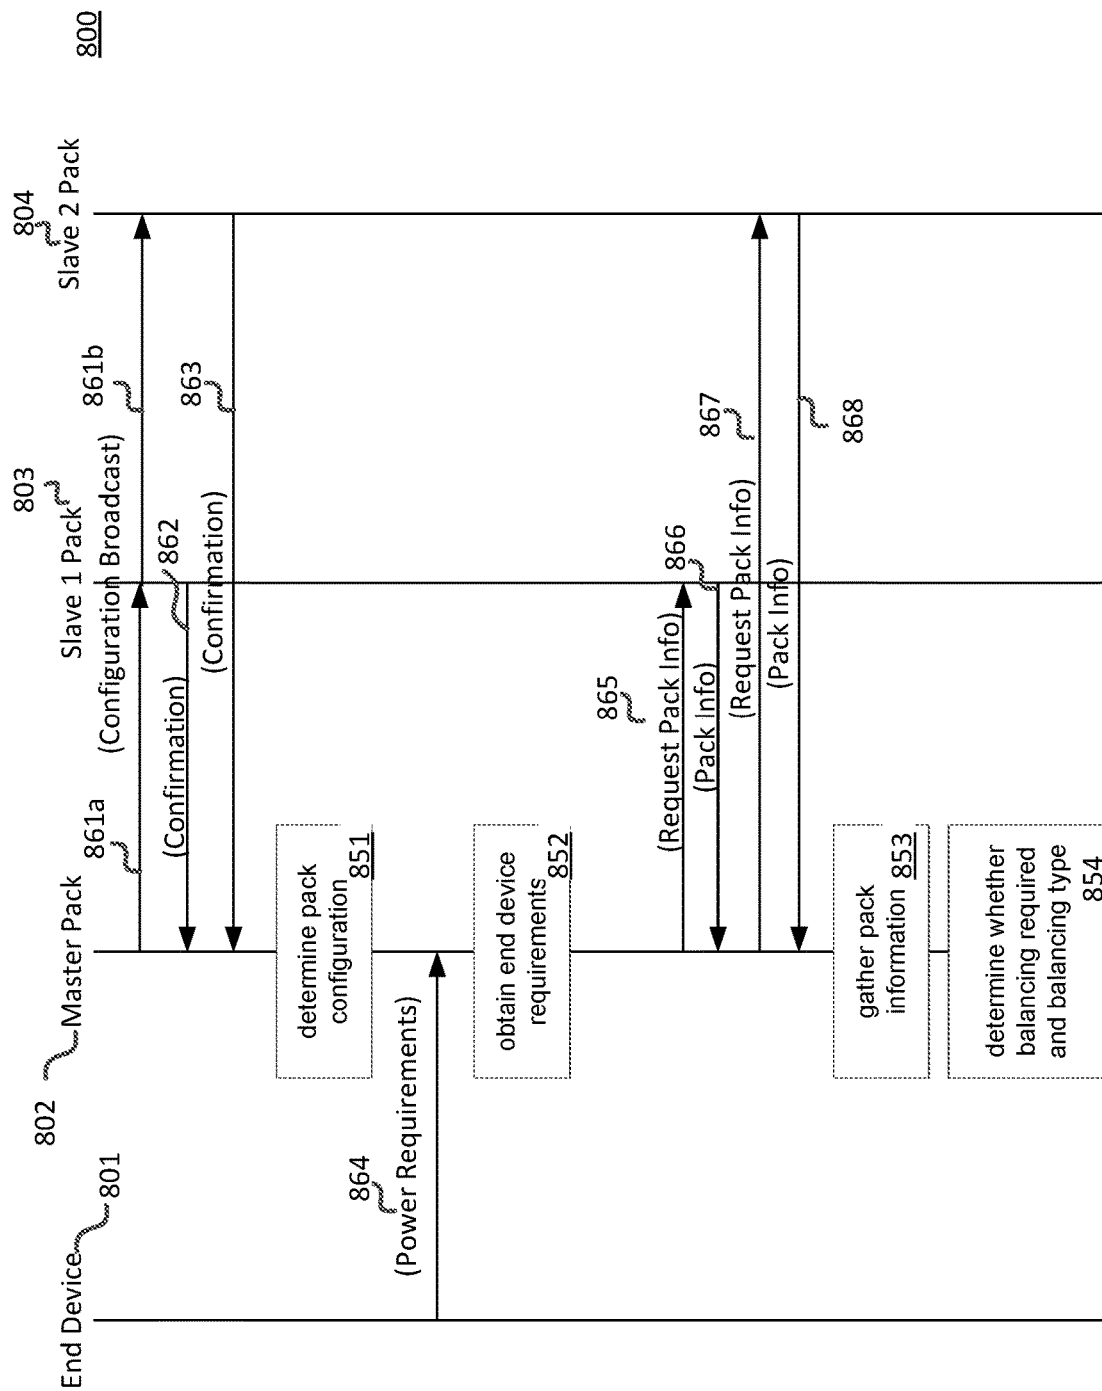 800
End Device
801
802
Master Pack
Slave 1 Pack
803
Slave 2 Pack
804
861a
(Configuration Broadcast)
861b
(Confirmation)
862
(Confirmation)
863
determine pack
configuration
851
864
(Power Requirements)
obtain end device
requirements
852
865
(Request Pack Info)
(Pack Info)
866
(Request Pack Info)
867
(Pack Info)
868
gather pack
information
853
determine whether
balancing required
and balancing type
854